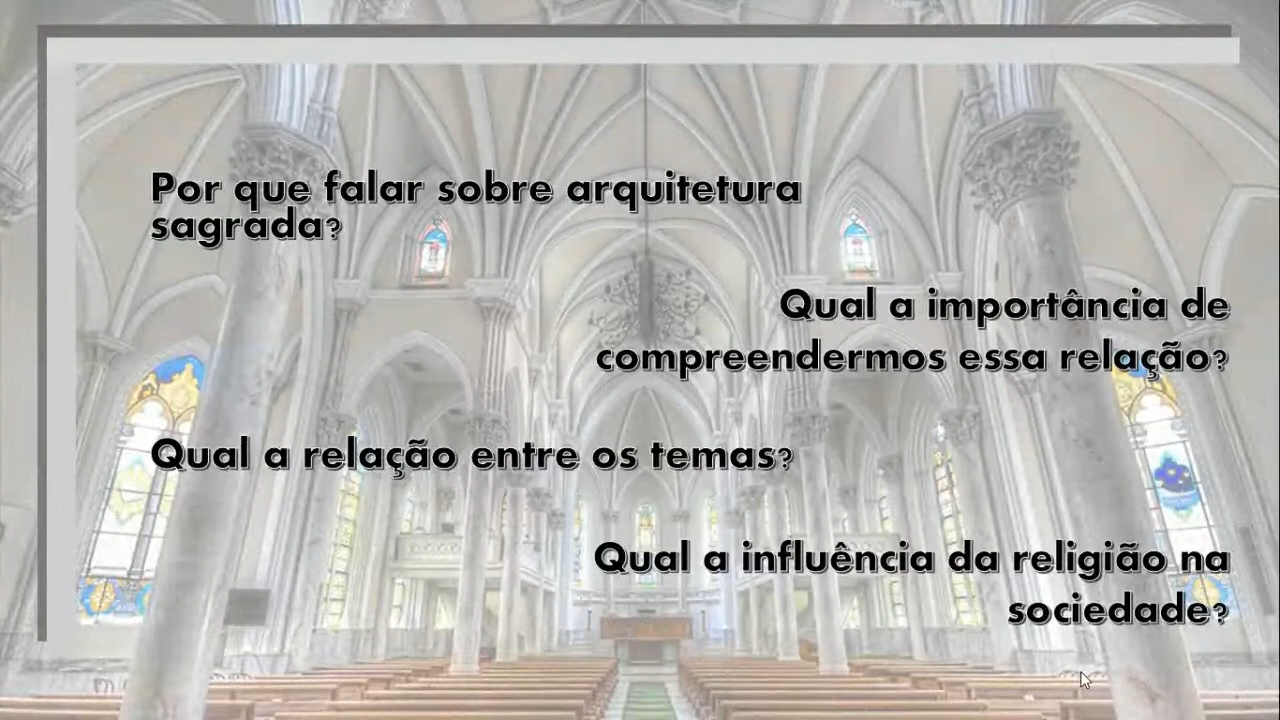 Por que falar sobre arquitetura
sagrada?
Qual a importância de
compreendermos essa relação?
Qual a relação entre os temas?
Qual a influência da religião na
sociedade?